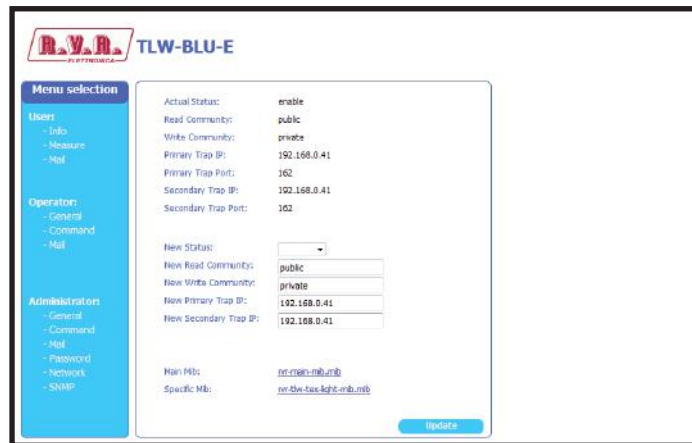 R.V.R.
ELETTRONICA
TLW-BLU-E
Menu selection
User:
- Info
- Measure
- Mail
Operator:
- General
- Command
- Mail
Administrator:
- General
- Command
- Mail
- Password
- Network
- SNMP
Actual Status: enable
Read Community: public
Write Community: private
Primary Trap IP: 192.168.0.41
Primary Trap Port: 162
Secondary Trap IP: 192.168.0.41
Secondary Trap Port: 162
New Status:
New Read Community: public
New Write Community: private
New Primary Trap IP: 192.168.0.41
New Secondary Trap IP: 192.168.0.41
Main Mib: rvr-main-mib.mib
Specific Mib: rvr-tlw-tex-light-mib.mib
Update